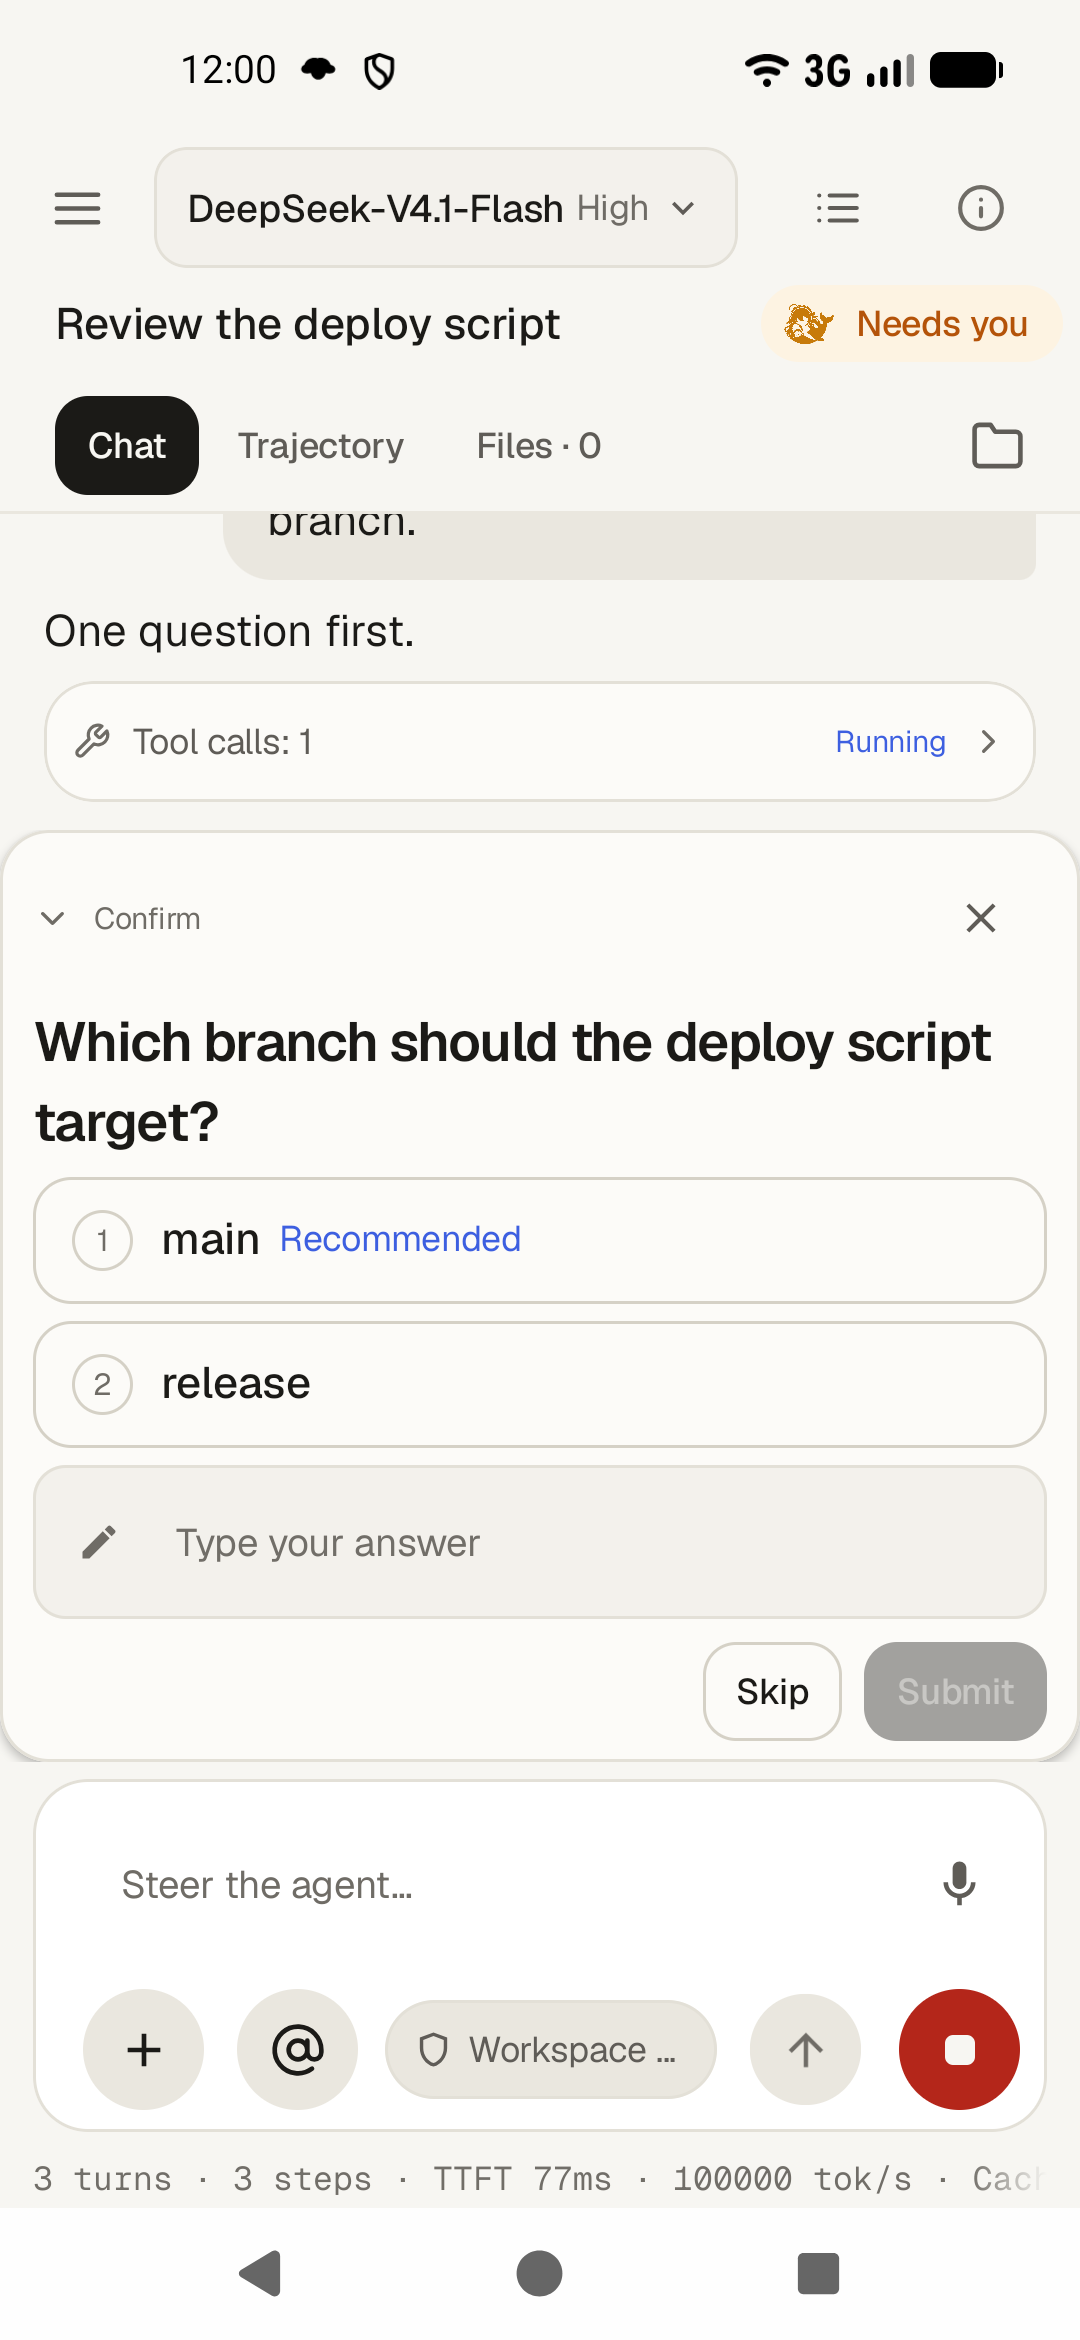 12:00
3G
DeepSeek-V4.1-Flash High
Review the deploy script
Needs you
Chat
Trajectory
Files · 0
branch.
One question first.
Tool calls: 1
Running
Confirm
Which branch should the deploy script
target?
1 main Recommended
2 release
Type your answer
Skip
Submit
Steer the agent…
Workspace …
3 turns · 3 steps · TTFT 77ms · 100000 tok/s · Cach